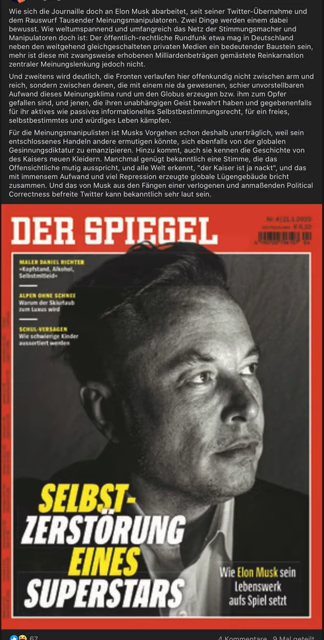 Wie sich die Journaille doch an Elon Musk abarbeitet, seit seiner Twitter-Übernahme und
dem Rauswurf Tausender Meinungsmanipulatoren. Zwei Dinge werden einem dabei
bewusst. Wie weltumspannend und umfangreich das Netz der Stimmungsmacher und
Manipulatoren doch ist: Der öffentlich-rechtliche Rundfunk etwa mag in Deutschland
neben den weitgehend gleichgeschalteten privaten Medien ein bedeutender Baustein sein,
mehr ist diese mit zwangsweise erhobenen Milliardenbeträgen gemästete Reinkarnation
zentraler Meinungslenkung jedoch nicht.
Und zweitens wird deutlich, die Fronten verlaufen hier offenkundig nicht zwischen arm und
reich, sondern zwischen denen, die mit einem nie da gewesenen, schier unvorstellbaren
Aufwand dieses Meinungsklima rund um den Globus erzeugen bzw. ihm zum Opfer
gefallen sind, und jenen, die ihren unabhängigen Geist bewahrt haben und gegebenenfalls
für ihr aktives wie passives informationelles Selbstbestimmungsrecht, für ein freies,
selbstbestimmtes und würdiges Leben kämpfen.
Für die Meinungsmanipulisten ist Musks Vorgehen schon deshalb unerträglich, weil sein
entschlossenes Handeln andere ermutigen könnte, sich ebenfalls von der globalen
Gesinnungsdiktatur zu emanzipieren. Hinzu kommt, auch sie kennen die Geschichte von
des Kaisers neuen Kleidern. Manchmal genügt bekanntlich eine Stimme, die das
Offensichtliche mutig ausspricht, und alle Welt erkennt, "der Kaiser ist ja nackt", und das
mit immensem Aufwand und viel Repression erzeugte globale Lügengebäude bricht
zusammen. Und das von Musk aus den Fängen einer verlogenen und anmaßenden Political
Correctness befreite Twitter kann bekanntlich sehr laut sein.
DER SPIEGEL
MALER DANIEL RICHTER
»Kopfstand, Alkohol,
Selbstmitleid«
ALPEN OHNE SCHNEE
Warum der Skiurlaub
zum Luxus wird
SCHUL-VERSAGEN
Wie schwierige Kinder
aussortiert werden
SELBST-
ZERSTÖRUNG
EINES
SUPERSTARS
Wie Elon Musk sein
Lebenswerk
aufs Spiel setzt
67
4 Kommentare 9 Mal geteilt